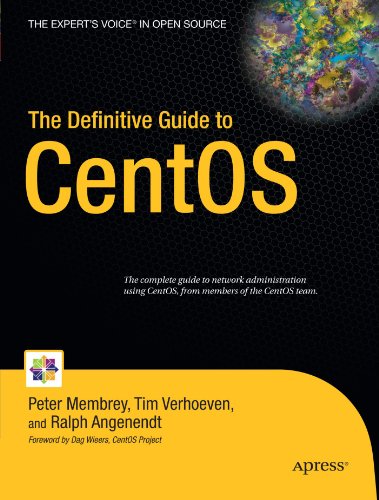 THE EXPERT'S VOICE® IN OPEN SOURCE
The Definitive Guide to
CentOS
The complete guide to network administration
using CentOS, from members of the CentOS team.
Peter Membrey, Tim Verhoeven,
and Ralph Angenendt
Foreword by Dag Wieers, CentOS Project
Apress®